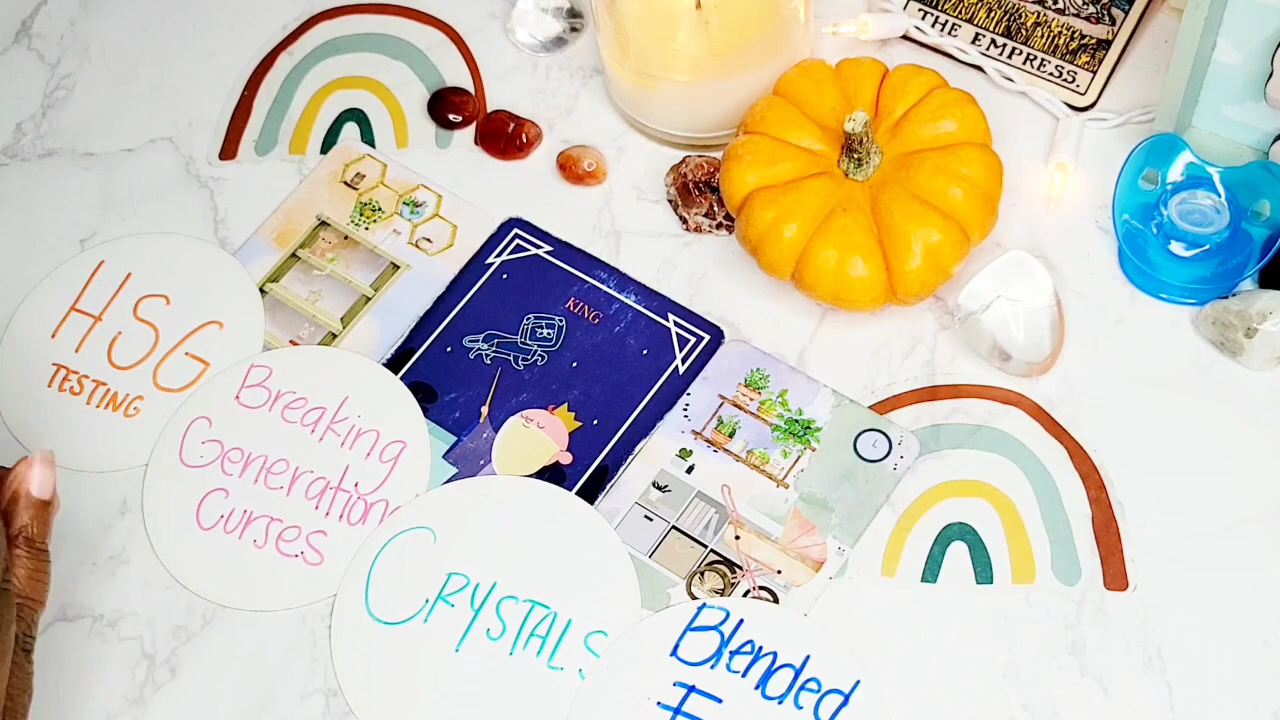 THE EMPRESS.
KING
HSG
TESTING
Breaking
Generation
Curses
CRYSTALS
Blended